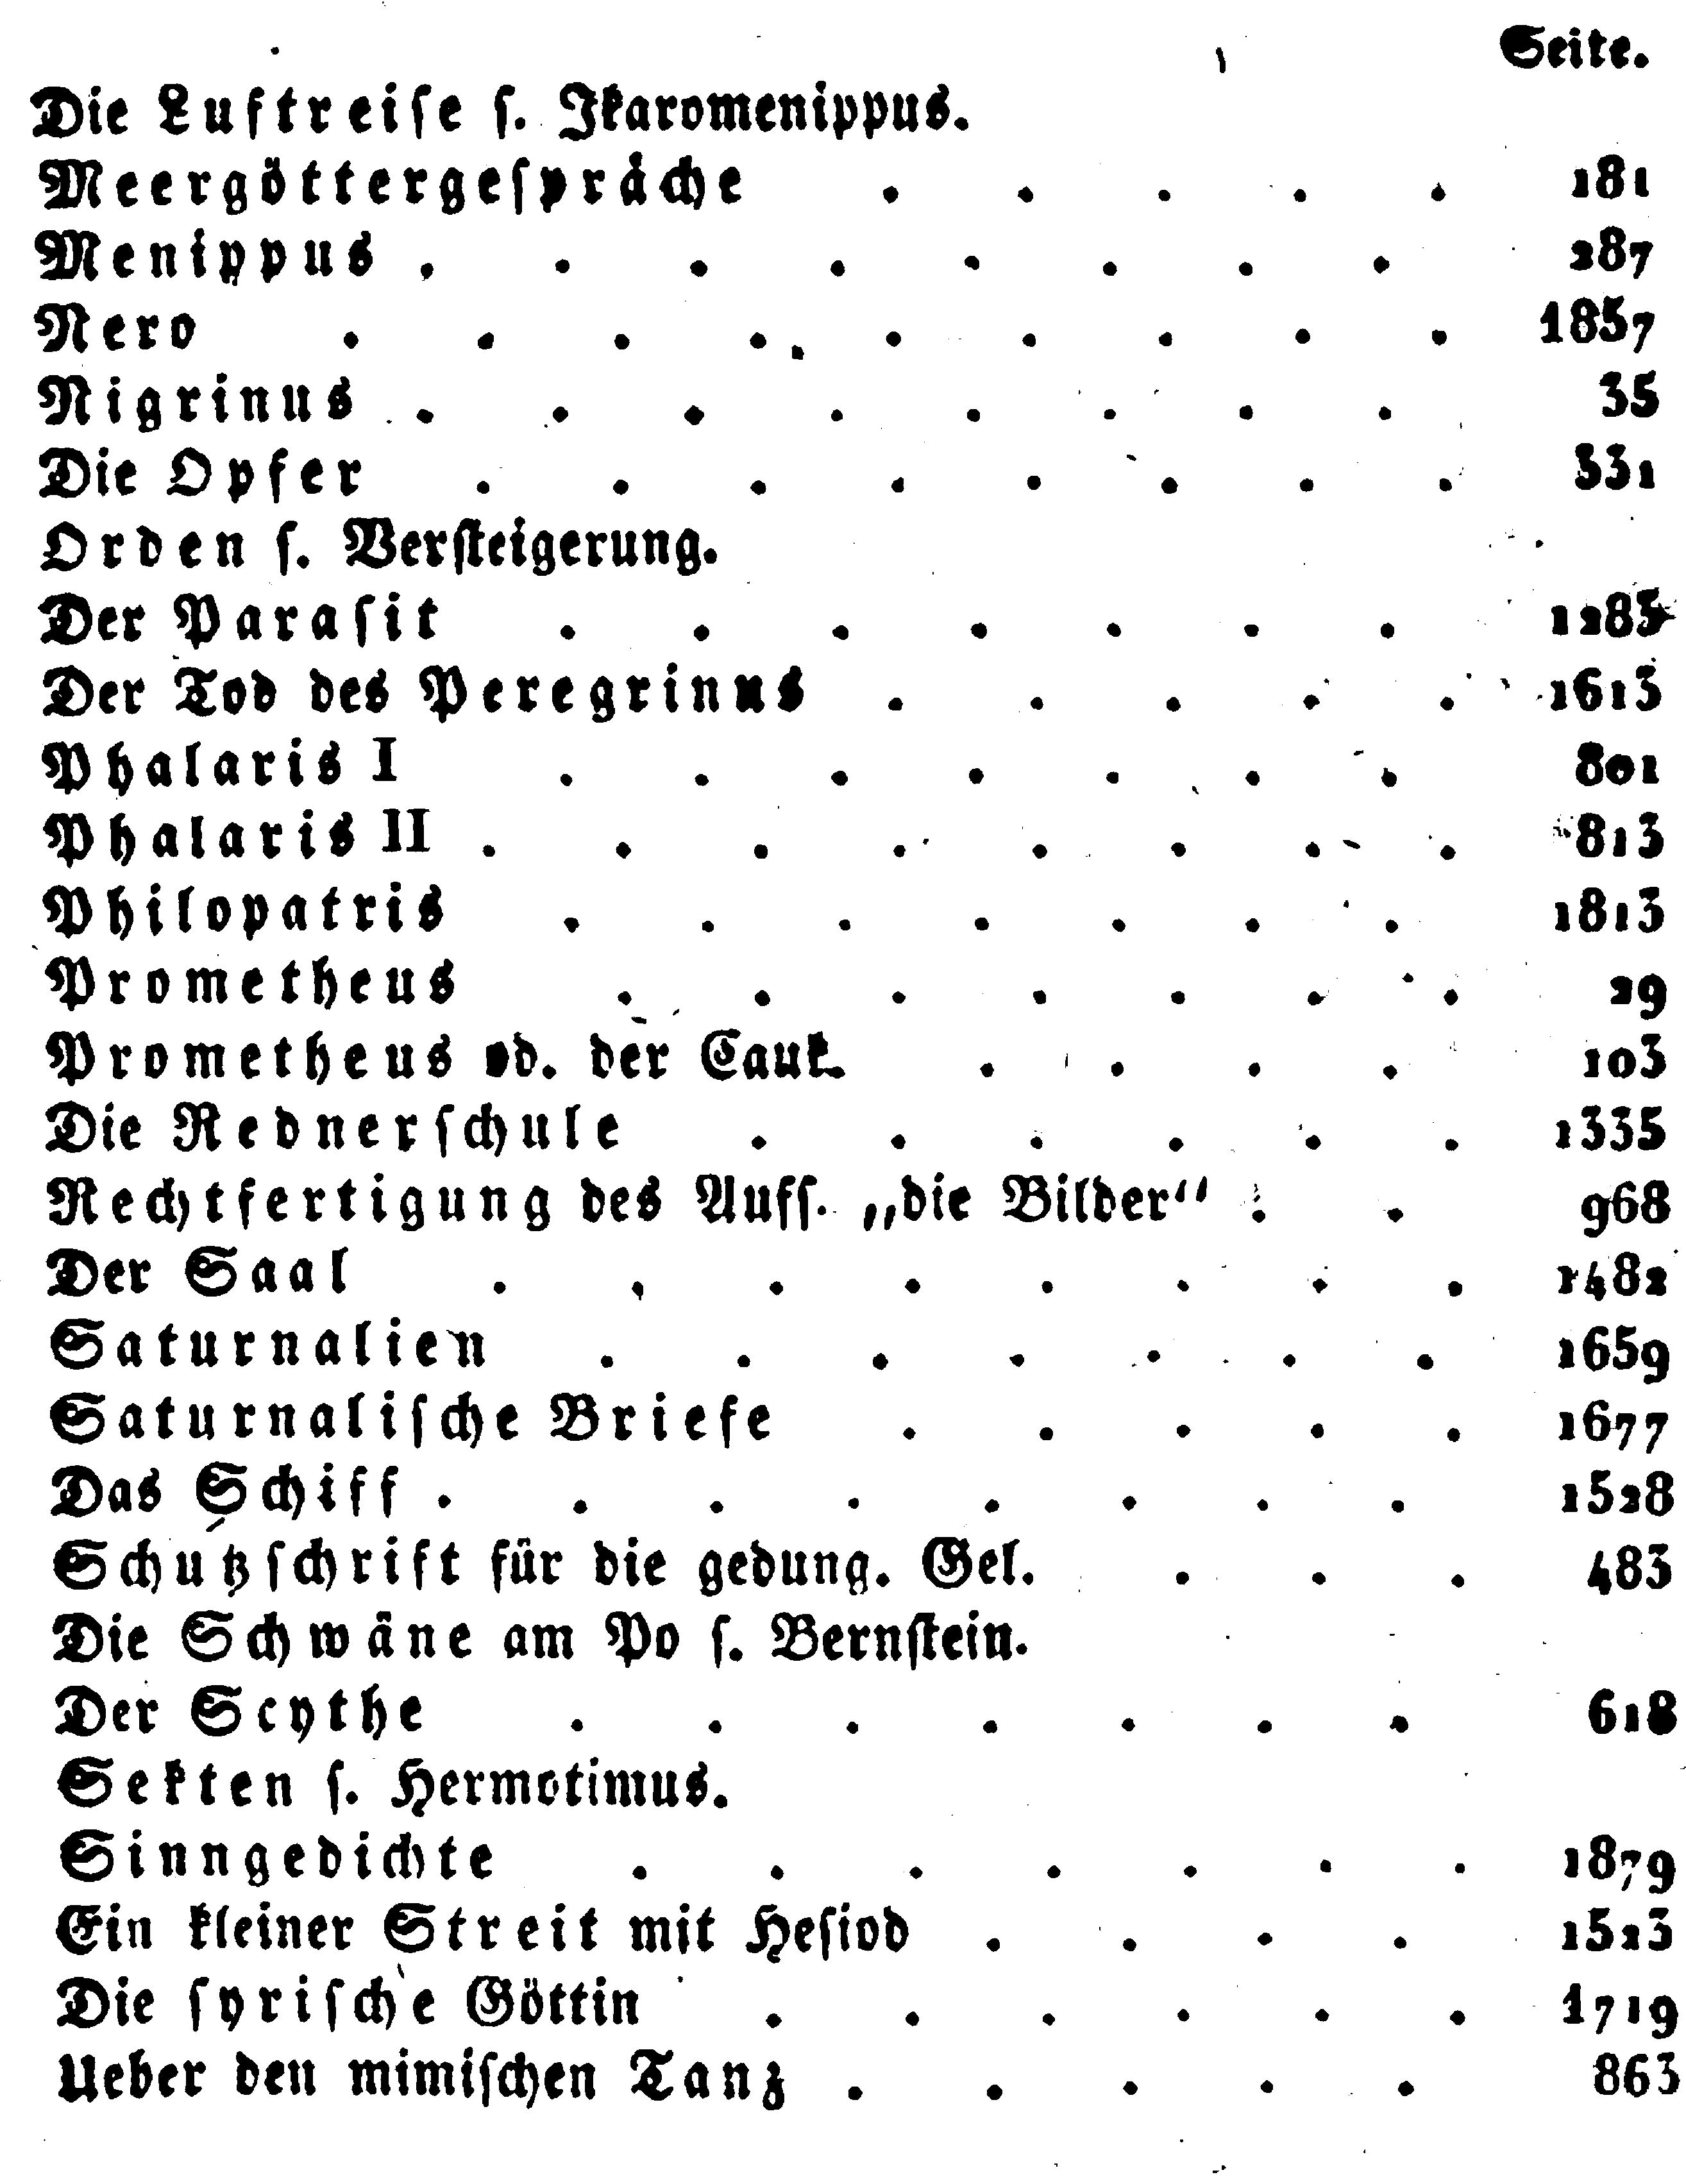 Seite.
Die Luftreiſe ſ. Ikaromenippus.
Meergöttergeſpräche . . . . . 181
Menippus . . . . . . . . 287
Nero . . . . . . . . . 1857
Nigrinus . . . . . . . . 35
Die Opfer . . . . . . . . 331
Orden ſ. Verſteigerung.
Der Paraſit . . . . . . . 1285
Der Tod des Peregrinus . . . . . 1613
Phalaris I . . . . . . . 801
Phalaris II . . . . . . . . 813
Philopatris . . . . . . . 1813
Prometheus . . . . . . . 29
Prometheus od. der Cauk. . . . . 103
Die Rednerſchule . . . . . . 1335
Rechtfertigung des Aufſ. „die Bilder“ . . 968
Der Saal . . . . . . . . 1482
Saturnalien . . . . . . . 1659
Saturnaliſche Briefe . . . . . 1677
Das Schiff . . . . . . . . 1528
Schutzſchrift für die gedung. Gel. . . . 483
Die Schwäne am Po ſ. Bernſtein.
Der Scythe . . . . . . . 618
Sekten ſ. Hermotimus.
Sinngedichte . . . . . . . 1879
Ein kleiner Streit mit Heſiod . . . . 1523
Die ſyriſche Göttin . . . . . . 1719
Ueber den mimiſchen Tanz . . . . . 863